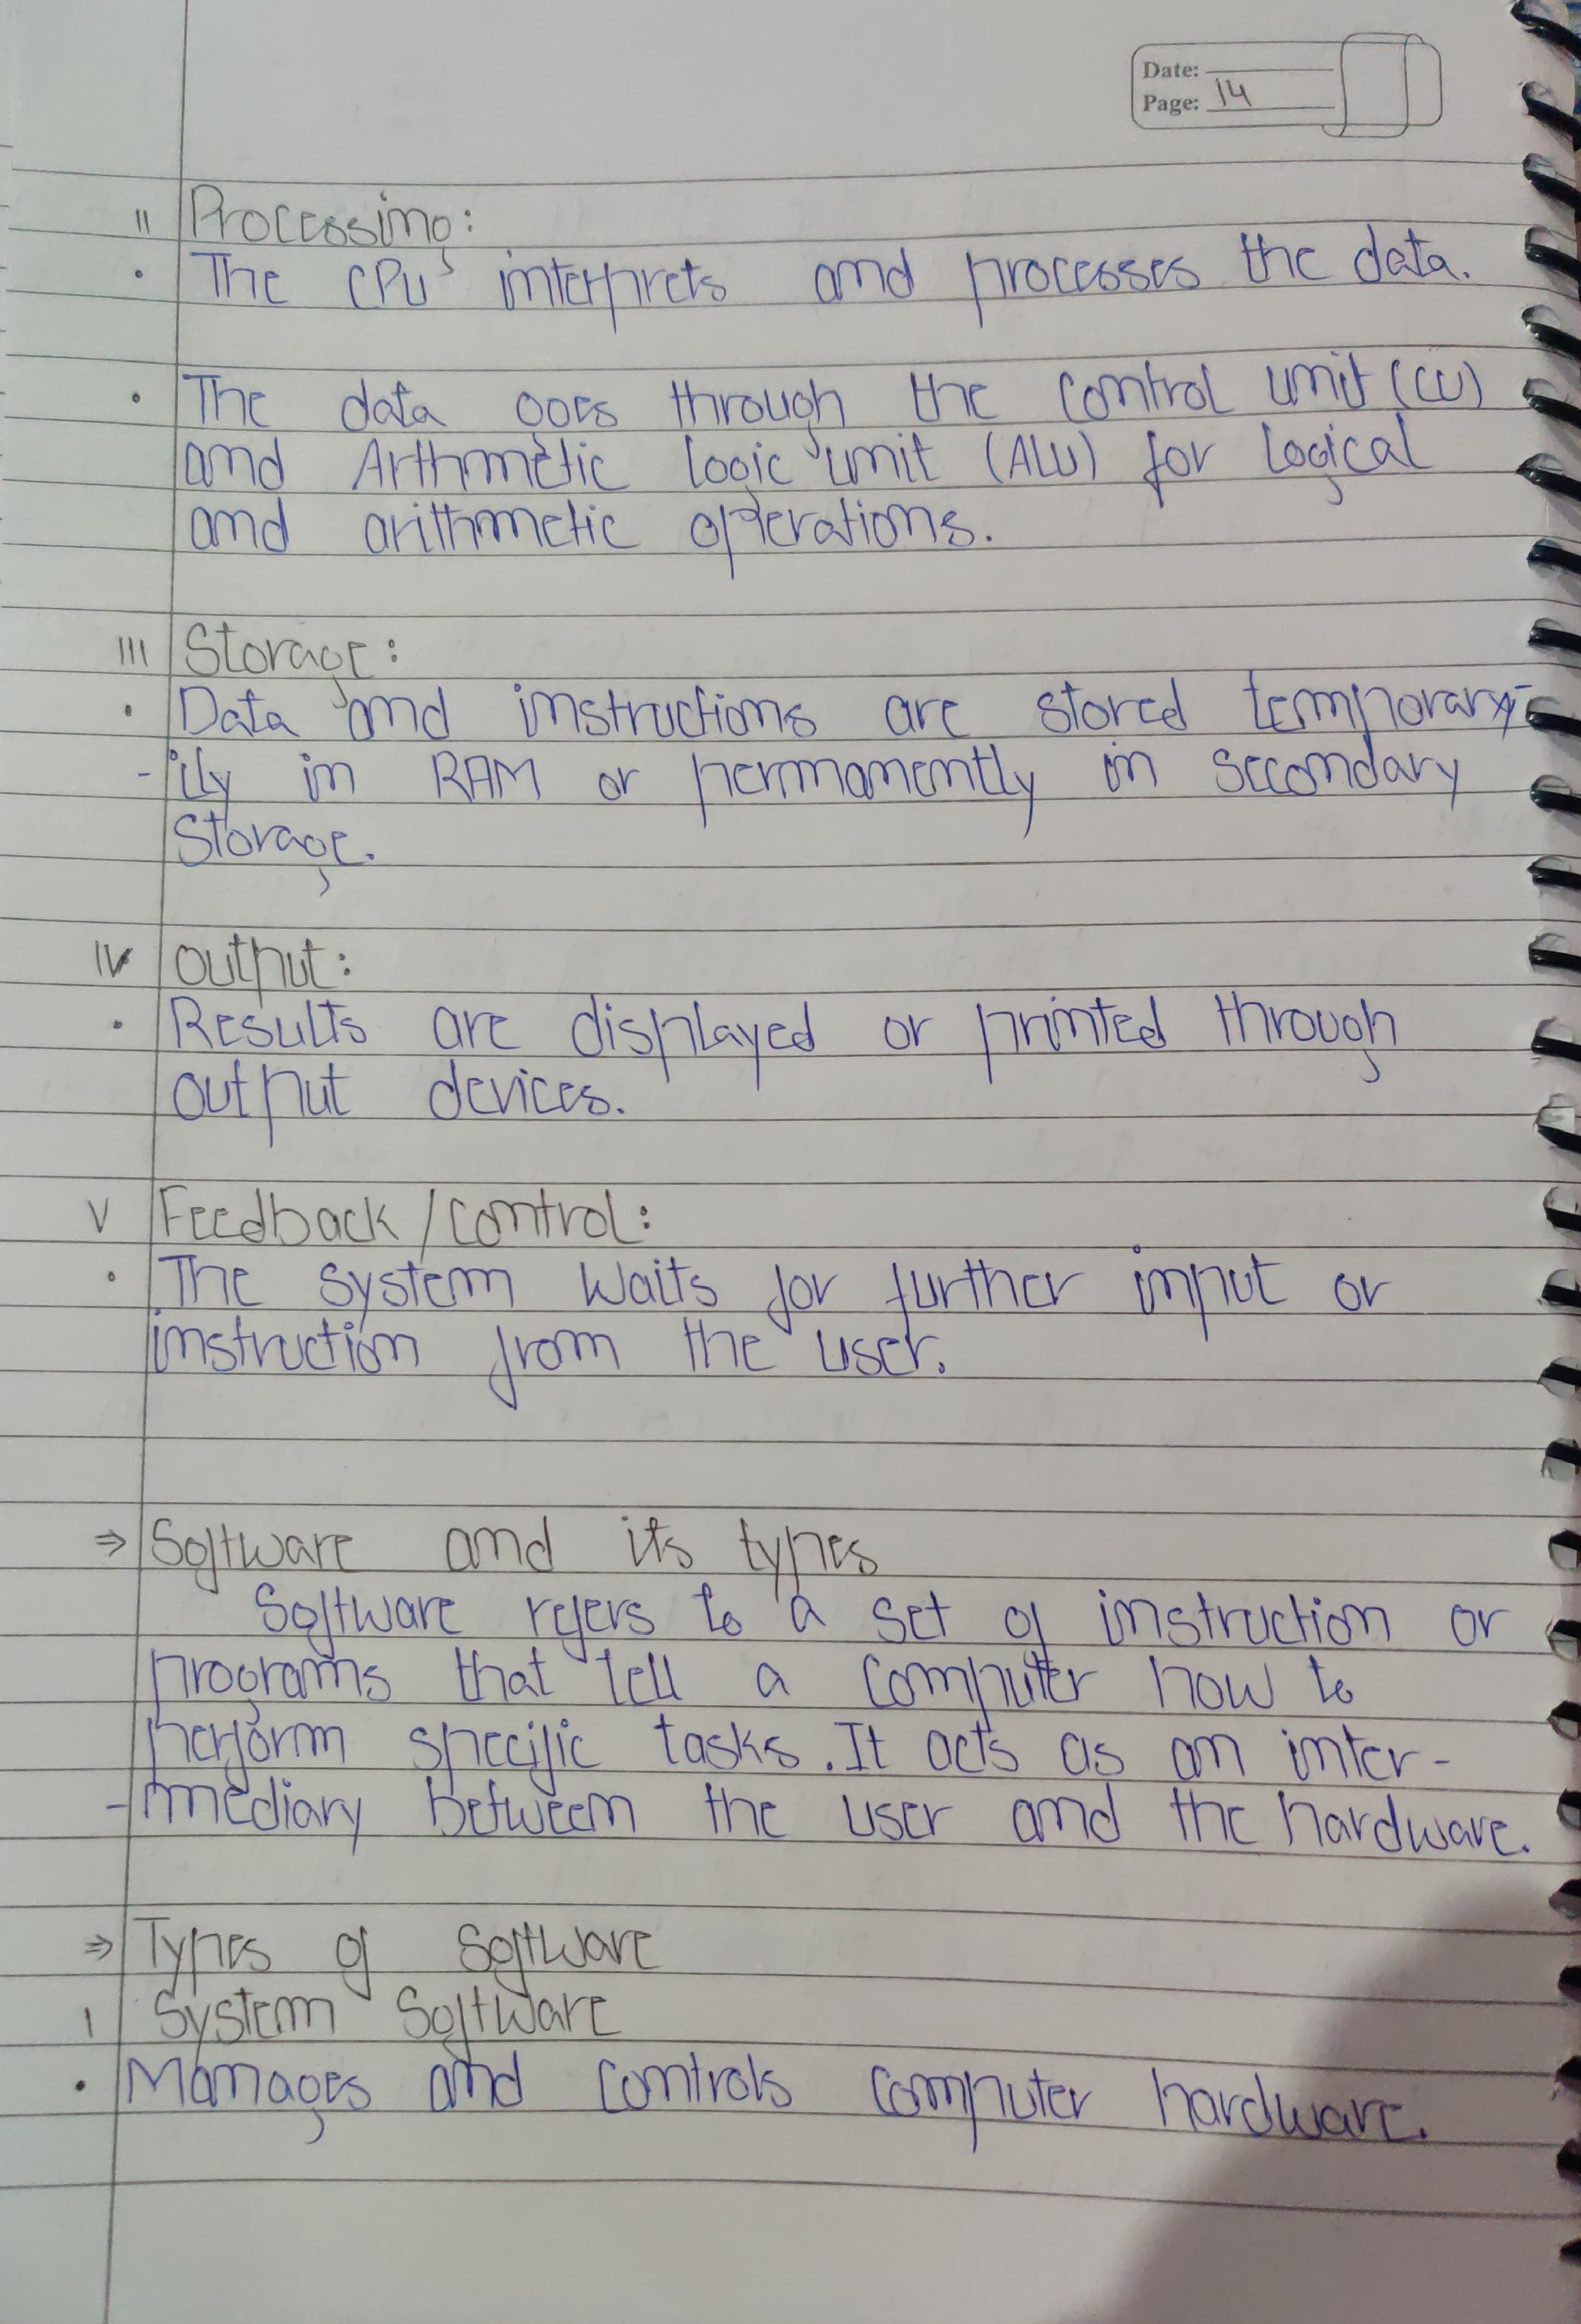 Date:
Page: 14
II Processing:
• The CPU interprets and processes the data.
• The data goes through the control unit (CU)
and Arthmetic logic unit (ALU) for logical
and arithmetic operations.
III Storage:
• Data and instructions are stored temporary-
-ily in RAM or permanently in secondary
storage.
IV output:
• Results are displayed or printed through
output devices.
V Feedback/control:
• The system waits for further input or
instruction from the user.
⇒ Software and its types
Software refers to a set of instruction or
programs that tell a computer how to
perform specific tasks. It acts as an inter-
-mediary between the user and the hardware.
⇒ Types of Software
I System Software
• Manages and controls computer hardware.